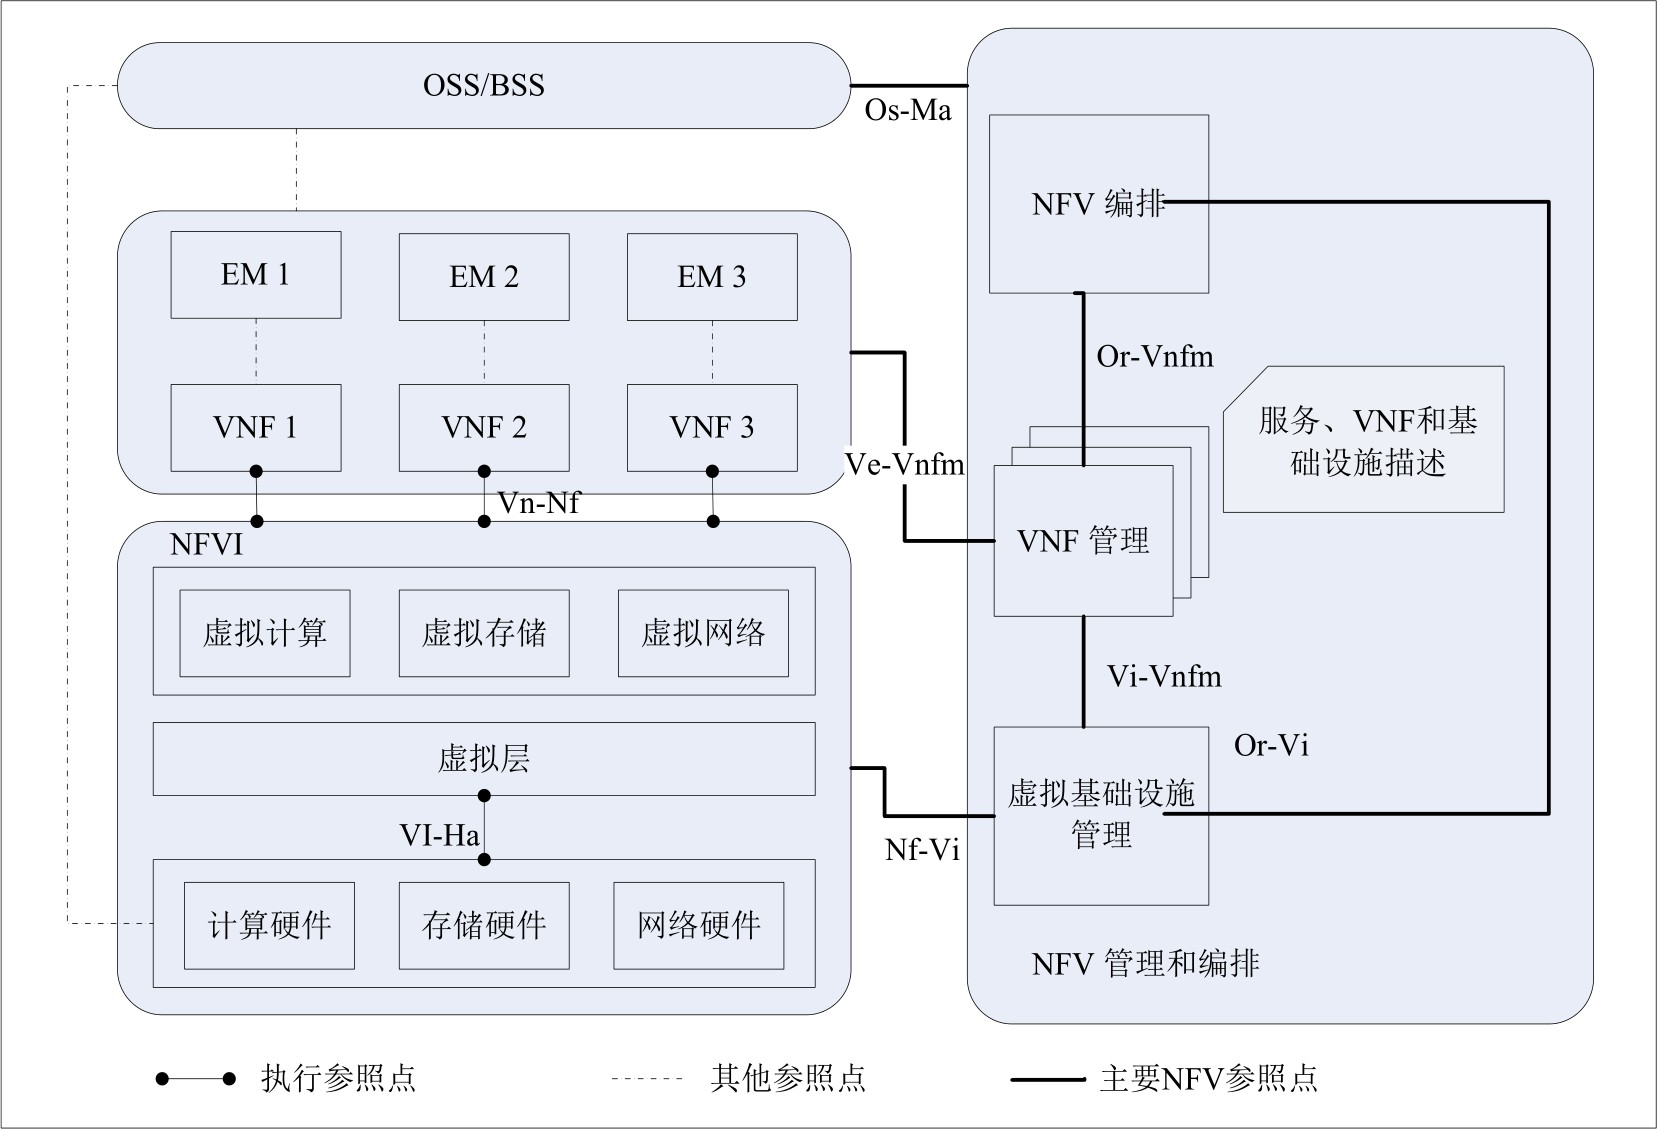 OSS/BSS
Os-Ma
NFV 编排
EM 1
EM 2
EM 3
Or-Vnfm
VNF 1
VNF 2
VNF 3
服务、VNF和基
础设施描述
Ve-Vnfm
Vn-Nf
VNF 管理
NFVI
虚拟计算
虚拟存储
虚拟网络
Vi-Vnfm
Or-Vi
虚拟层
虚拟基础设施
管理
VI-Ha
Nf-Vi
计算硬件
存储硬件
网络硬件
NFV 管理和编排
执行参照点
其他参照点
主要NFV参照点